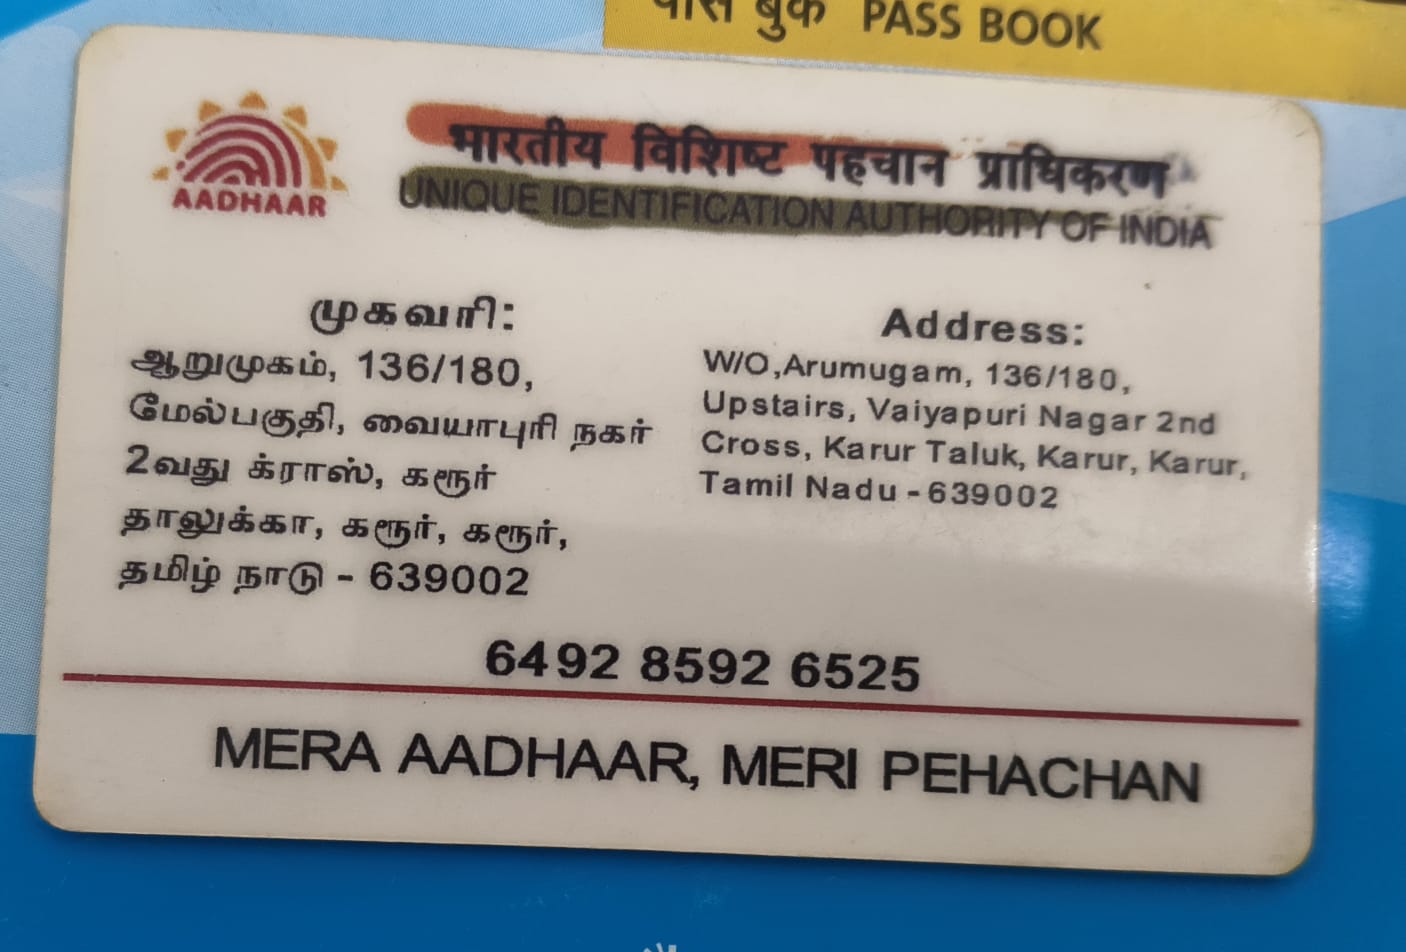 पास बुक PASS BOOK
AADHAAR
भारतीय विशिष्ट पहचान प्राधिकरण
UNIQUE IDENTIFICATION AUTHORITY OF INDIA
முகவரி:
ஆறுமுகம், 136/180,
மேல்பகுதி, வையாபுரி நகர்
2வது க்ராஸ், கரூர்
தாலுக்கா, கரூர், கரூர்,
தமிழ் நாடு - 639002
Address:
W/O,Arumugam, 136/180,
Upstairs, Vaiyapuri Nagar 2nd
Cross, Karur Taluk, Karur, Karur,
Tamil Nadu - 639002
6492 8592 6525
MERA AADHAAR, MERI PEHACHAN